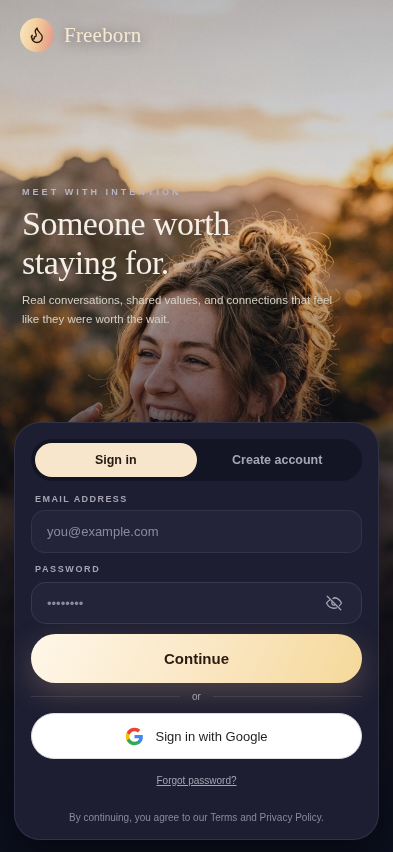 Freeborn
MEET WITH INTENTION
Someone worth
staying for.
Real conversations, shared values, and connections that feel
like they were worth the wait.
Sign in
Create account
EMAIL ADDRESS
you@example.com
PASSWORD
••••••••
Continue
or
Sign in with Google
Forgot password?
By continuing, you agree to our Terms and Privacy Policy.